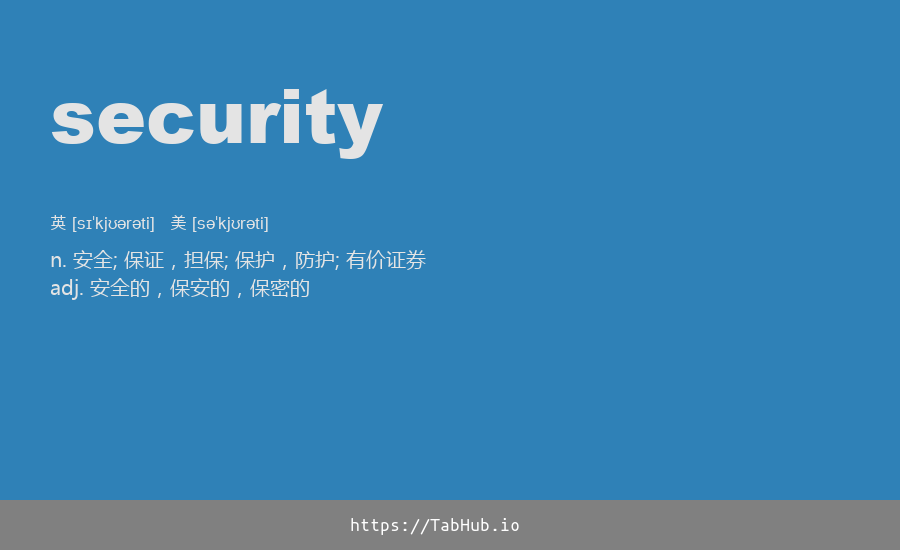 security
英 [sɪˈkjʊərəti] 美 [səˈkjʊrəti]
n. 安全; 保证，担保; 保护，防护; 有价证券
adj. 安全的，保安的，保密的
https://TabHub.io